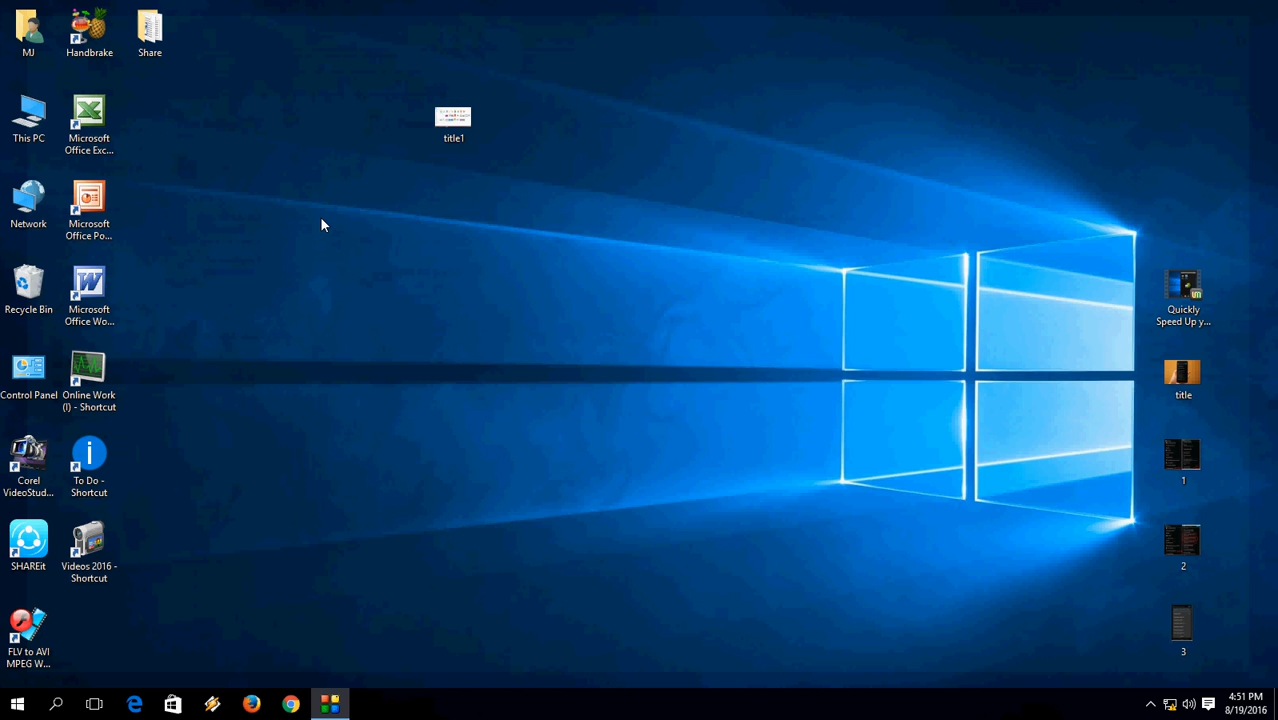 MJ
Handbrake
Share
This PC
Microsoft
Office Exc...
title1
Network
Microsoft
Office Po...
Recycle Bin
Microsoft
Office Wo...
Quickly
Speed Up y...
Control Panel
Online Work
(I) - Shortcut
title
Corel
VideoStud...
To Do -
Shortcut
1
SHAREit
Videos 2016 -
Shortcut
2
FLV to AVI
MPEG W...
3
4:51 PM
8/19/2016